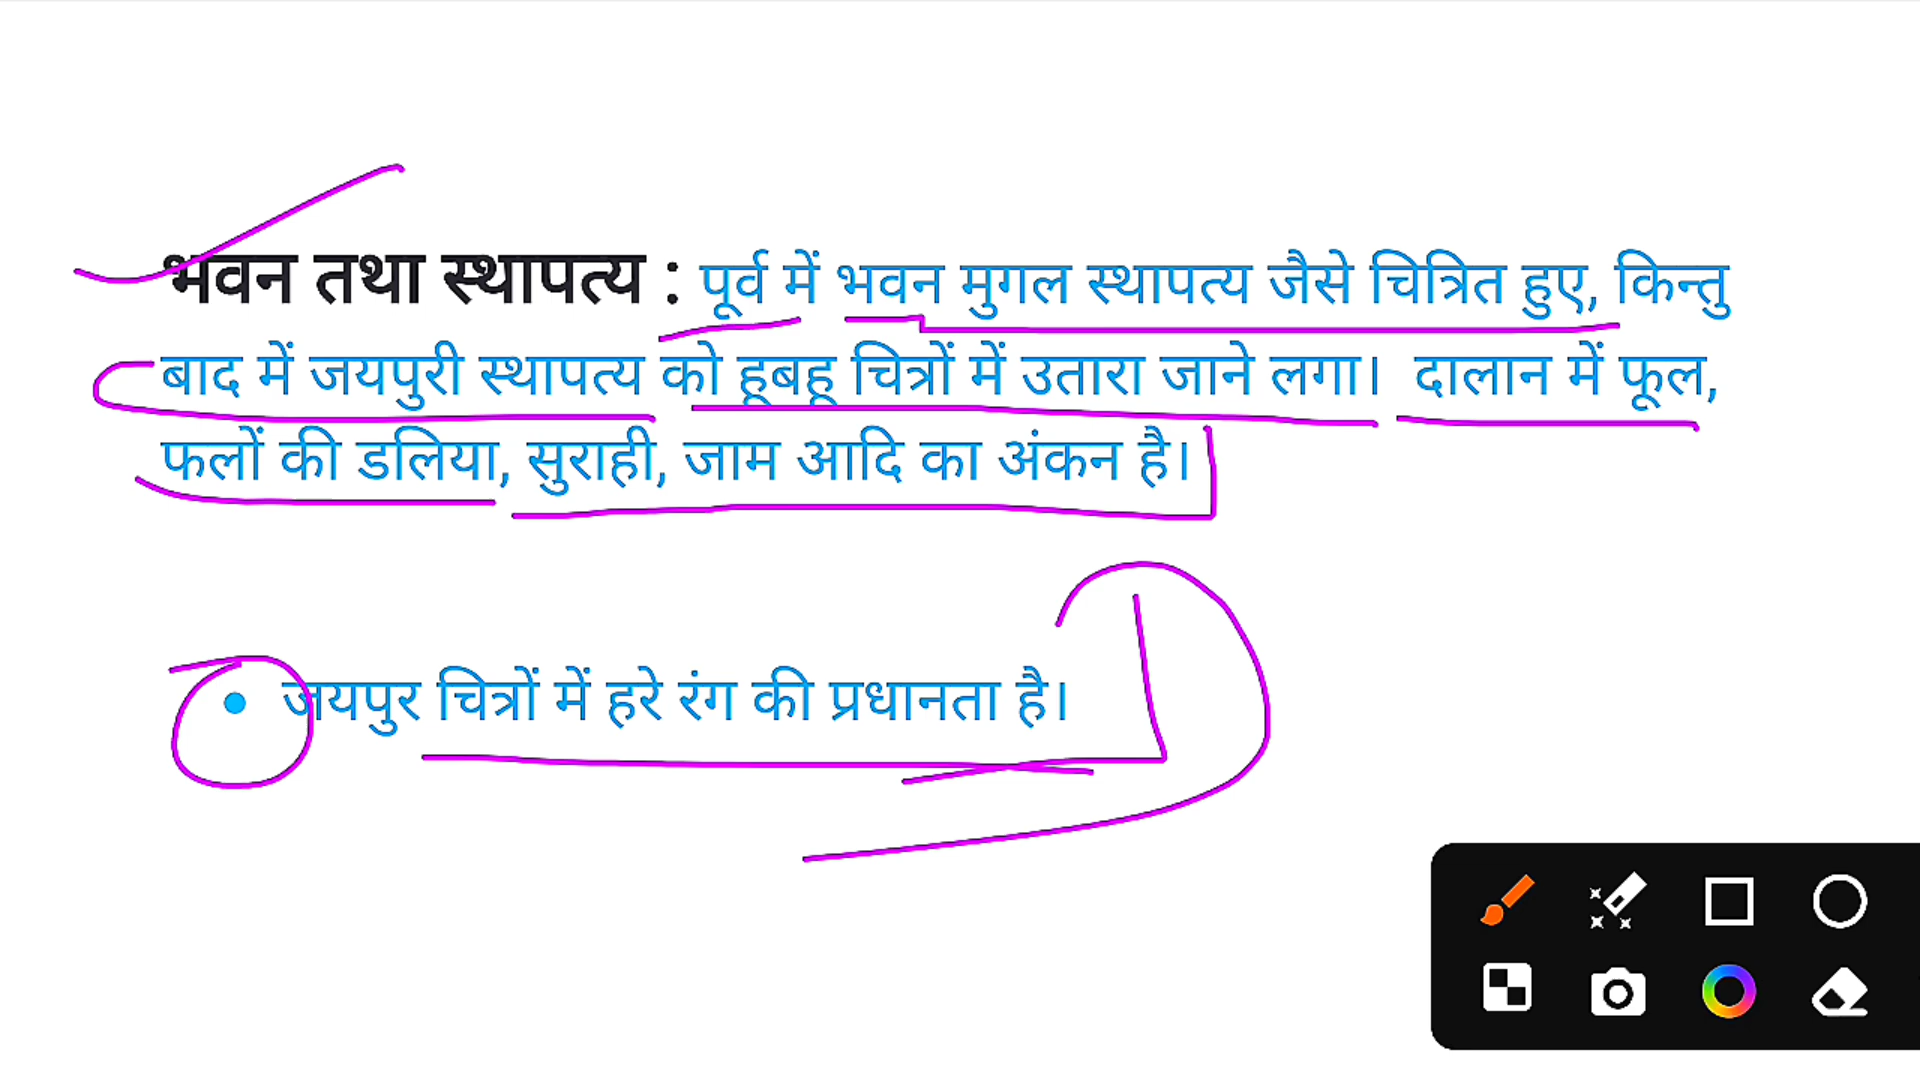 भवन तथा स्थापत्य : पूर्व में भवन मुगल स्थापत्य जैसे चित्रित हुए, किन्तु
बाद में जयपुरी स्थापत्य को हूबहू चित्रों में उतारा जाने लगा। दालान में फूल,
फलों की डलिया, सुराही, जाम आदि का अंकन है।
• जयपुर चित्रों में हरे रंग की प्रधानता है।